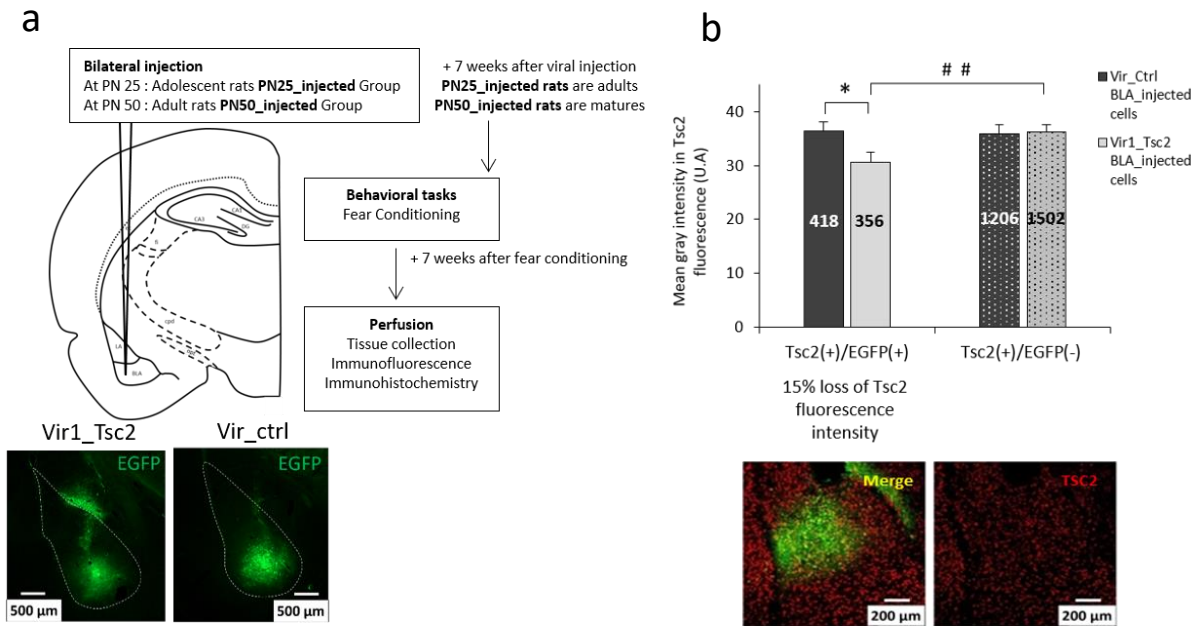 a
Bilateral injection
At PN 25 : Adolescent rats PN25_injected Group
At PN 50 : Adult rats PN50_injected Group
+ 7 weeks after viral injection
PN25_injected rats are adults
PN50_injected rats are matures
Behavioral tasks
Fear Conditioning
+ 7 weeks after fear conditioning
Perfusion
Tissue collection
Immunofluorescence
Immunohistochemistry
CA3
DG
cpd
LA
BLA
Vir1_Tsc2
EGFP
500 µm
Vir_ctrl
EGFP
500 µm
b
Mean gray intensity in Tsc2
fluorescence (U.A)
40
30
20
10
0
*
# #
418
356
1206
1502
Tsc2(+)/EGFP(+)
Tsc2(+)/EGFP(-)
15% loss of Tsc2
fluorescence
intensity
Vir_Ctrl
BLA_injected
cells
Vir1_Tsc2
BLA_injected
cells
Merge
200 µm
TSC2
200 µm